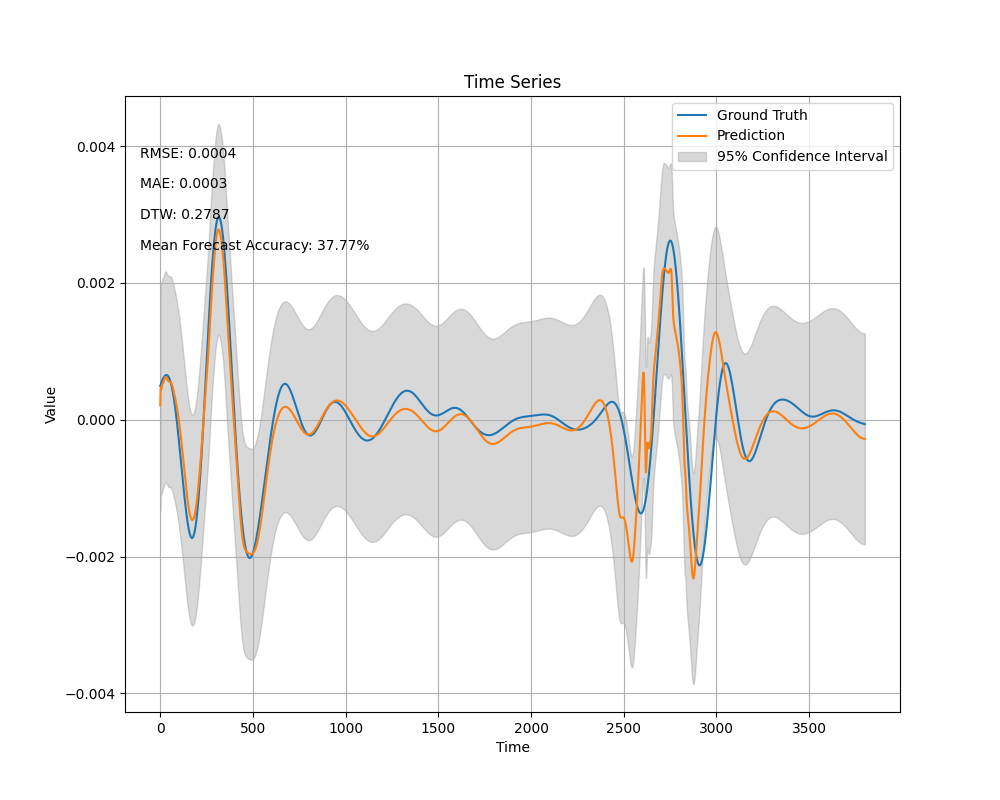 Time Series
Ground Truth
Prediction
95% Confidence Interval
RMSE: 0.0004
MAE: 0.0003
DTW: 0.2787
Mean Forecast Accuracy: 37.77%
0.004
0.002
0.000
−0.002
−0.004
Value
0 500 1000 1500 2000 2500 3000 3500
Time